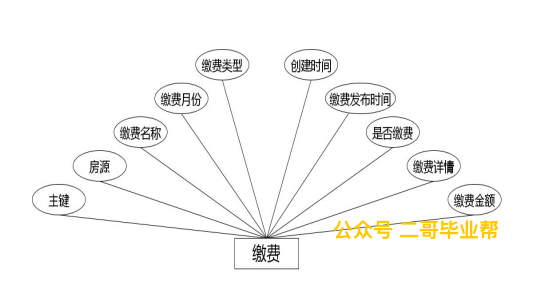 缴费类型
创建时间
缴费月份
缴费发布时间
缴费名称
是否缴费
房源
缴费详情
主键
缴费金额
公众号 二哥毕业帮
缴费